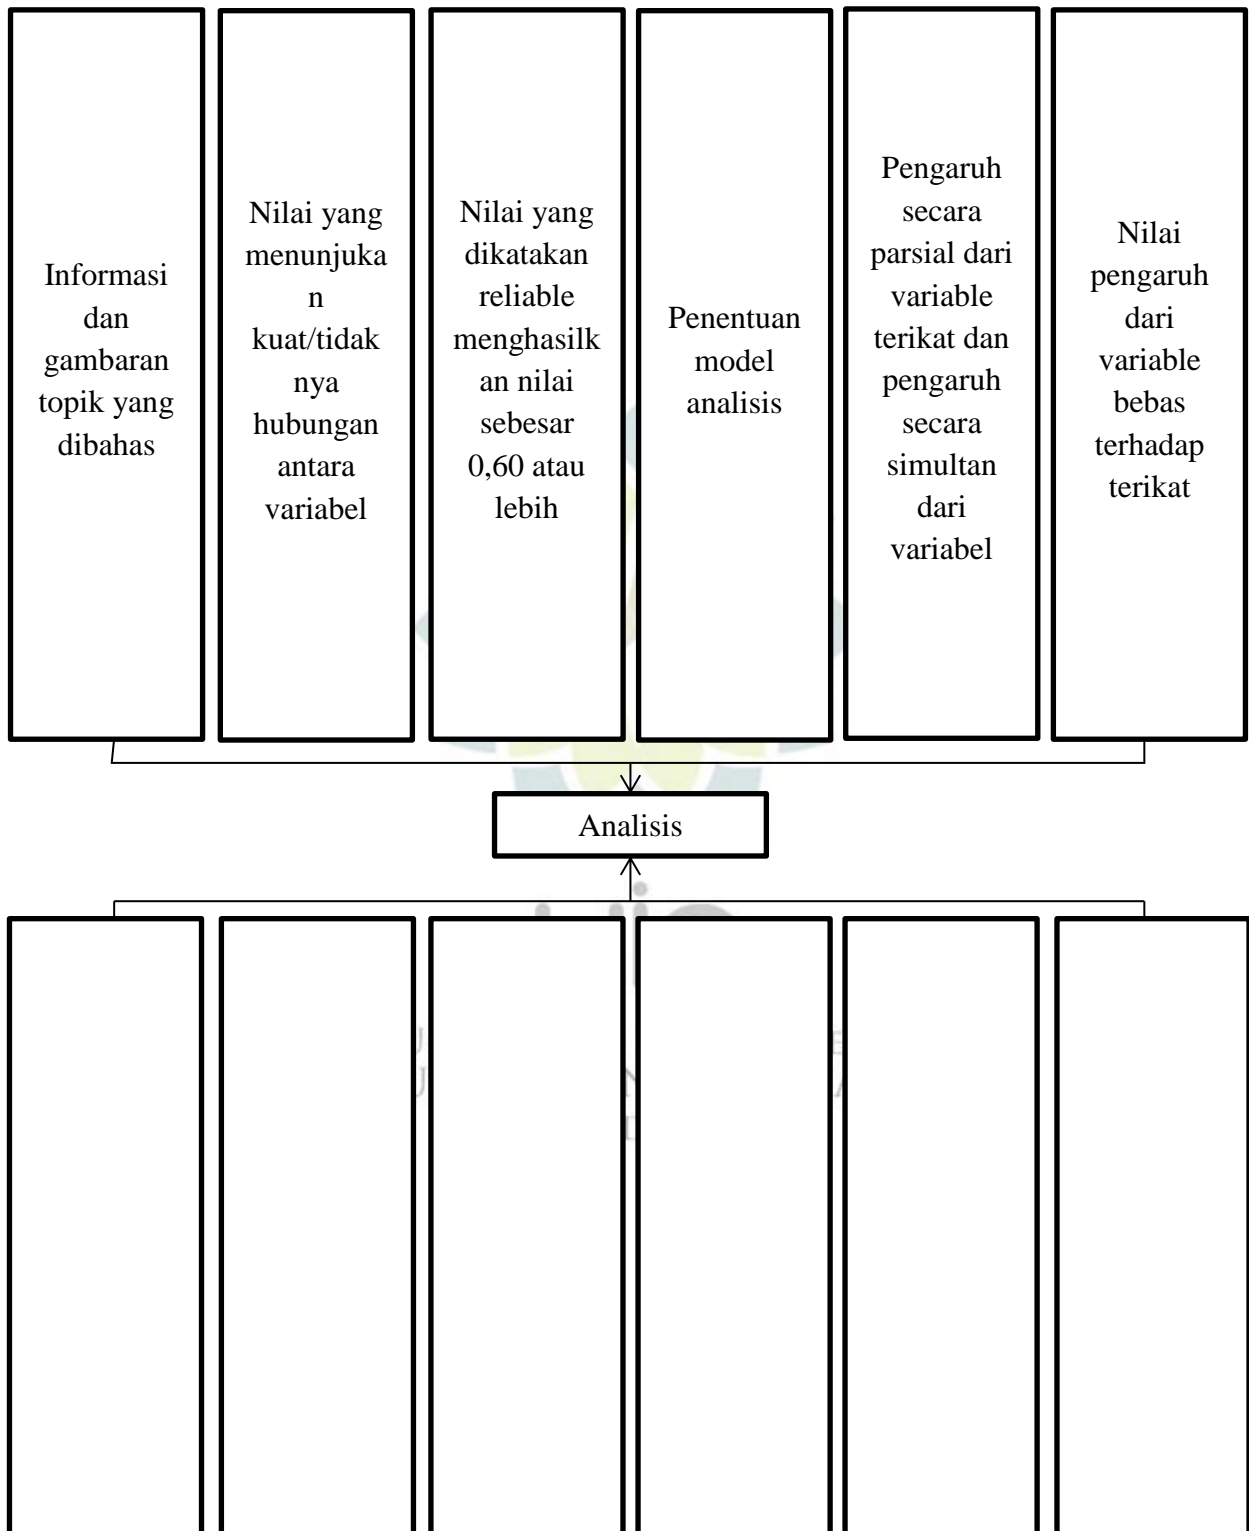 Informasi
dan
gambaran
topik yang
dibahas
Nilai yang
menunjuka
n
kuat/tidak
nya
hubungan
antara
variabel
Nilai yang
dikatakan
reliable
menghasilk
an nilai
sebesar
0,60 atau
lebih
Penentuan
model
analisis
Pengaruh
secara
parsial dari
variable
terikat dan
pengaruh
secara
simultan
dari
variabel
Nilai
pengaruh
dari
variable
bebas
terhadap
terikat
Analisis